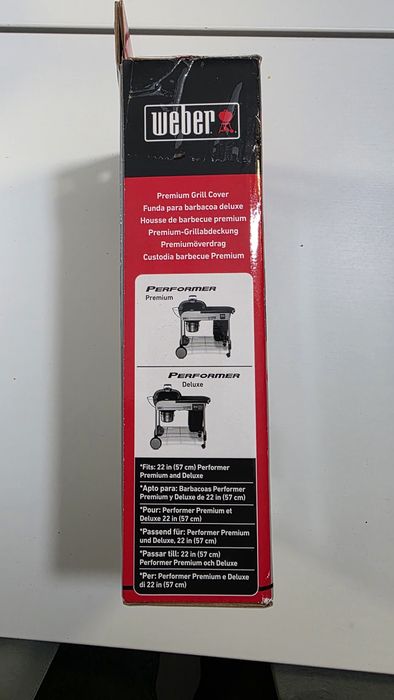 weber
Premium Grill Cover
Funda para barbacoa deluxe
Housse de barbecue premium
Premium-Grillabdeckung
Premiumöverdrag
Custodia barbecue Premium
PERFORMER
Premium
PERFORMER
Deluxe
*Fits: 22 in (57 cm) Performer
Premium and Deluxe
*Apto para: Barbacoas Performer
Premium y Deluxe de 22 in (57 cm)
*Pour: Performer Premium et
Deluxe 22 in (57 cm)
*Passend für: Performer Premium
und Deluxe, 22 in (57 cm)
*Passar till: 22 in (57 cm)
Performer Premium och Deluxe
*Per: Performer Premium e Deluxe
di 22 in (57 cm)